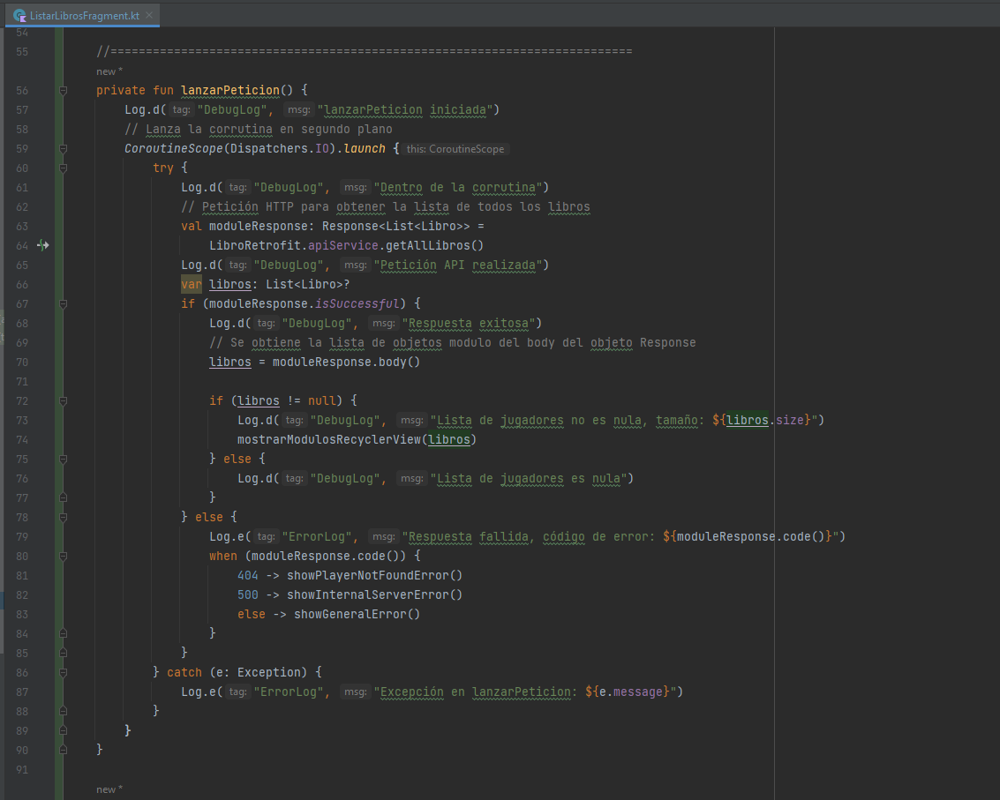 ListarLibrosFragment.kt
54
55 //==========================================================================
new *
56 private fun lanzarPeticion() {
57 Log.d( tag: "DebugLog", msg: "lanzarPeticion iniciada")
58 // Lanza la corrutina en segundo plano
59 CoroutineScope(Dispatchers.IO).launch { this: CoroutineScope
60 try {
61 Log.d( tag: "DebugLog", msg: "Dentro de la corrutina")
62 // Petición HTTP para obtener la lista de todos los libros
63 val moduleResponse: Response<List<Libro>> =
64 LibroRetrofit.apiService.getAllLibros()
65 Log.d( tag: "DebugLog", msg: "Petición API realizada")
66 var libros: List<Libro>?
67 if (moduleResponse.isSuccessful) {
68 Log.d( tag: "DebugLog", msg: "Respuesta exitosa")
69 // Se obtiene la lista de objetos modulo del body del objeto Response
70 libros = moduleResponse.body()
71
72 if (libros != null) {
73 Log.d( tag: "DebugLog", msg: "Lista de jugadores no es nula, tamaño: ${libros.size}")
74 mostrarModulosRecyclerView(libros)
75 } else {
76 Log.d( tag: "DebugLog", msg: "Lista de jugadores es nula")
77 }
78 } else {
79 Log.e( tag: "ErrorLog", msg: "Respuesta fallida, código de error: ${moduleResponse.code()}")
80 when (moduleResponse.code()) {
81 404 -> showPlayerNotFoundError()
82 500 -> showInternalServerError()
83 else -> showGeneralError()
84 }
85 }
86 } catch (e: Exception) {
87 Log.e( tag: "ErrorLog", msg: "Excepción en lanzarPeticion: ${e.message}")
88 }
89 }
90 }
91
new *